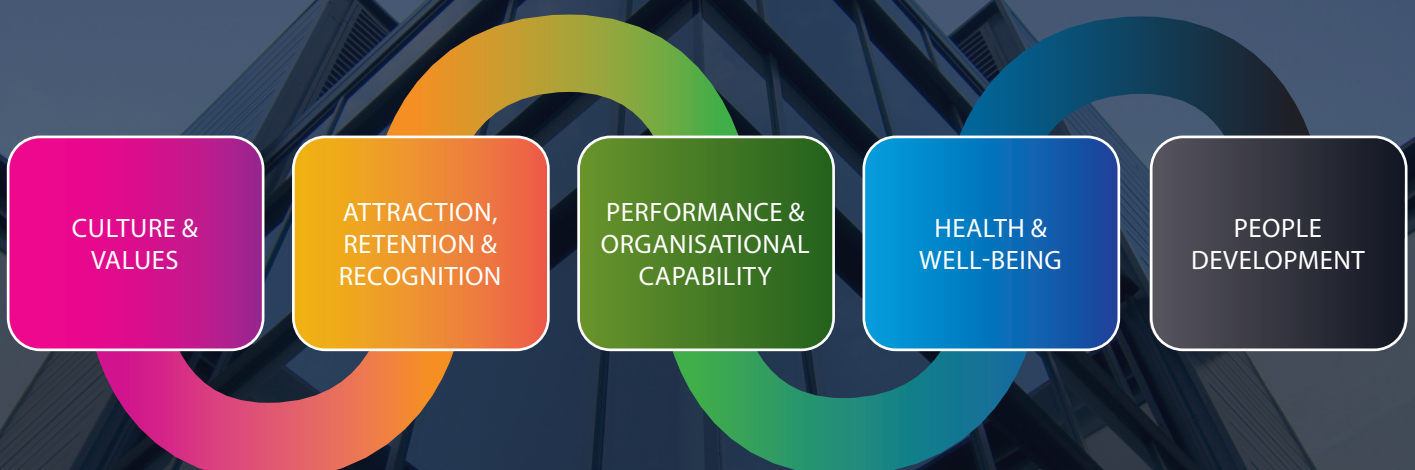 CULTURE &
VALUES
ATTRACTION,
RETENTION &
RECOGNITION
PERFORMANCE &
ORGANISATIONAL
CAPABILITY
HEALTH &
WELL-BEING
PEOPLE
DEVELOPMENT